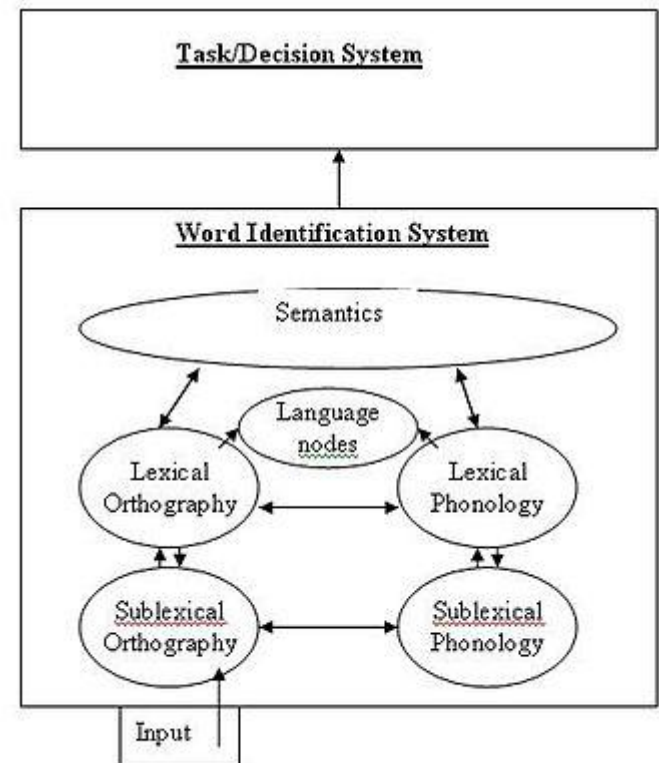 Task/Decision System
Word Identification System
Semantics
Language
nodes
Lexical
Orthography
Lexical
Phonology
Sublexical
Orthography
Sublexical
Phonology
Input